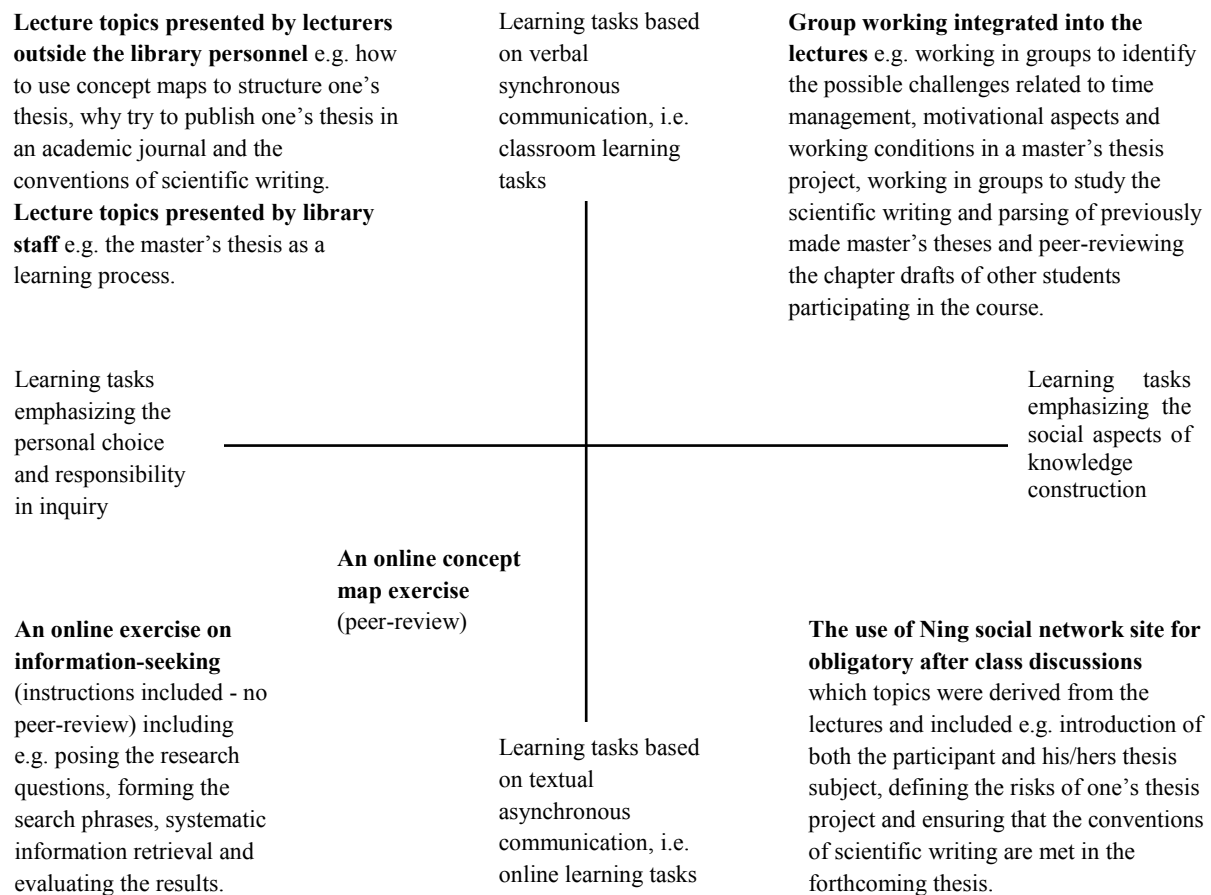 Lecture topics presented by lecturers
outside the library personnel e.g. how
to use concept maps to structure one’s
thesis, why try to publish one’s thesis in
an academic journal and the
conventions of scientific writing.
Lecture topics presented by library
staff e.g. the master’s thesis as a
learning process.
Learning tasks based
on verbal
synchronous
communication, i.e.
classroom learning
tasks
Group working integrated into the
lectures e.g. working in groups to identify
the possible challenges related to time
management, motivational aspects and
working conditions in a master’s thesis
project, working in groups to study the
scientific writing and parsing of previously
made master’s theses and peer-reviewing
the chapter drafts of other students
participating in the course.
Learning tasks
emphasizing the
personal choice
and responsibility
in inquiry
Learning tasks
emphasizing the
social aspects of
knowledge
construction
An online concept
map exercise
(peer-review)
An online exercise on
information-seeking
(instructions included - no
peer-review) including
e.g. posing the research
questions, forming the
search phrases, systematic
information retrieval and
evaluating the results.
Learning tasks based
on textual
asynchronous
communication, i.e.
online learning tasks
The use of Ning social network site for
obligatory after class discussions
which topics were derived from the
lectures and included e.g. introduction of
both the participant and his/hers thesis
subject, defining the risks of one’s thesis
project and ensuring that the conventions
of scientific writing are met in the
forthcoming thesis.